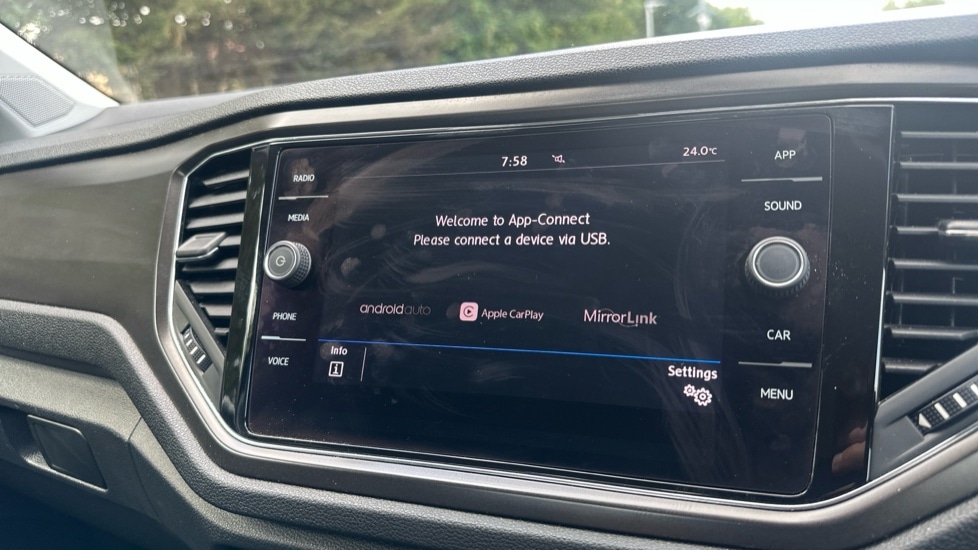 7:58
24.0°C
RADIO
MEDIA
PHONE
VOICE
Welcome to App-Connect
Please connect a device via USB.
androidauto
Apple CarPlay
MirrorLink
Info
i
Settings
APP
SOUND
CAR
MENU